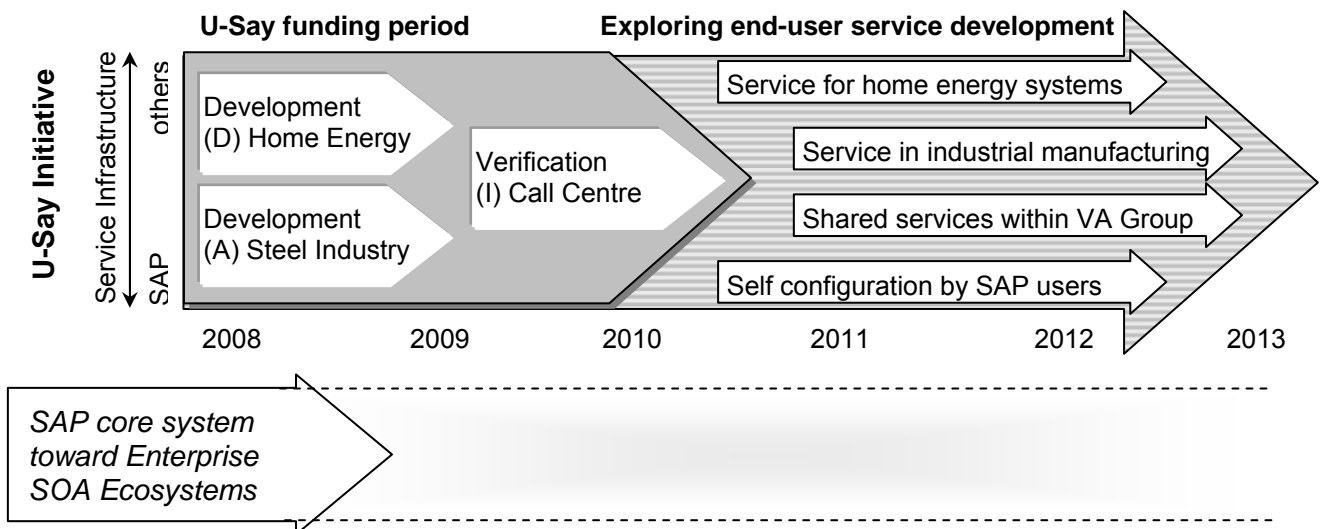 U-Say funding period
Exploring end-user service development
U-Say Initiative
Service Infrastructure
others
SAP
Development
(D) Home Energy
Development
(A) Steel Industry
Verification
(I) Call Centre
Service for home energy systems
Service in industrial manufacturing
Shared services within VA Group
Self configuration by SAP users
2008 2009 2010 2011 2012 2013
SAP core system
toward Enterprise
SOA Ecosystems